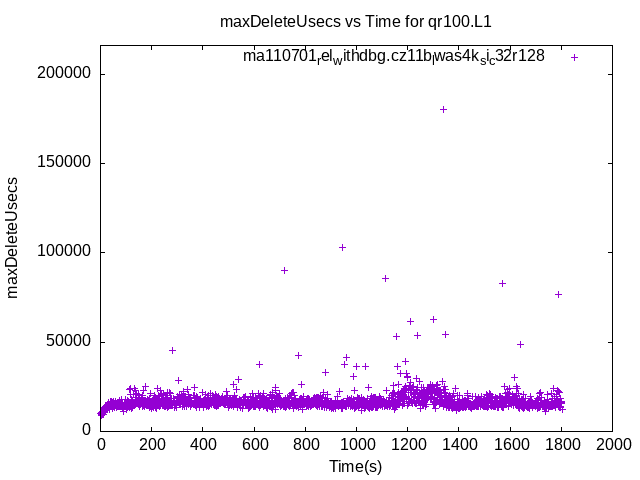 maxDeleteUsecs vs Time for qr100.L1
ma110701_rel_withdbg.cz11b_lwas4k_slc_32r128
200000
150000
100000
50000
0
maxDeleteUsecs
0 200 400 600 800 1000 1200 1400 1600 1800 2000
Time(s)